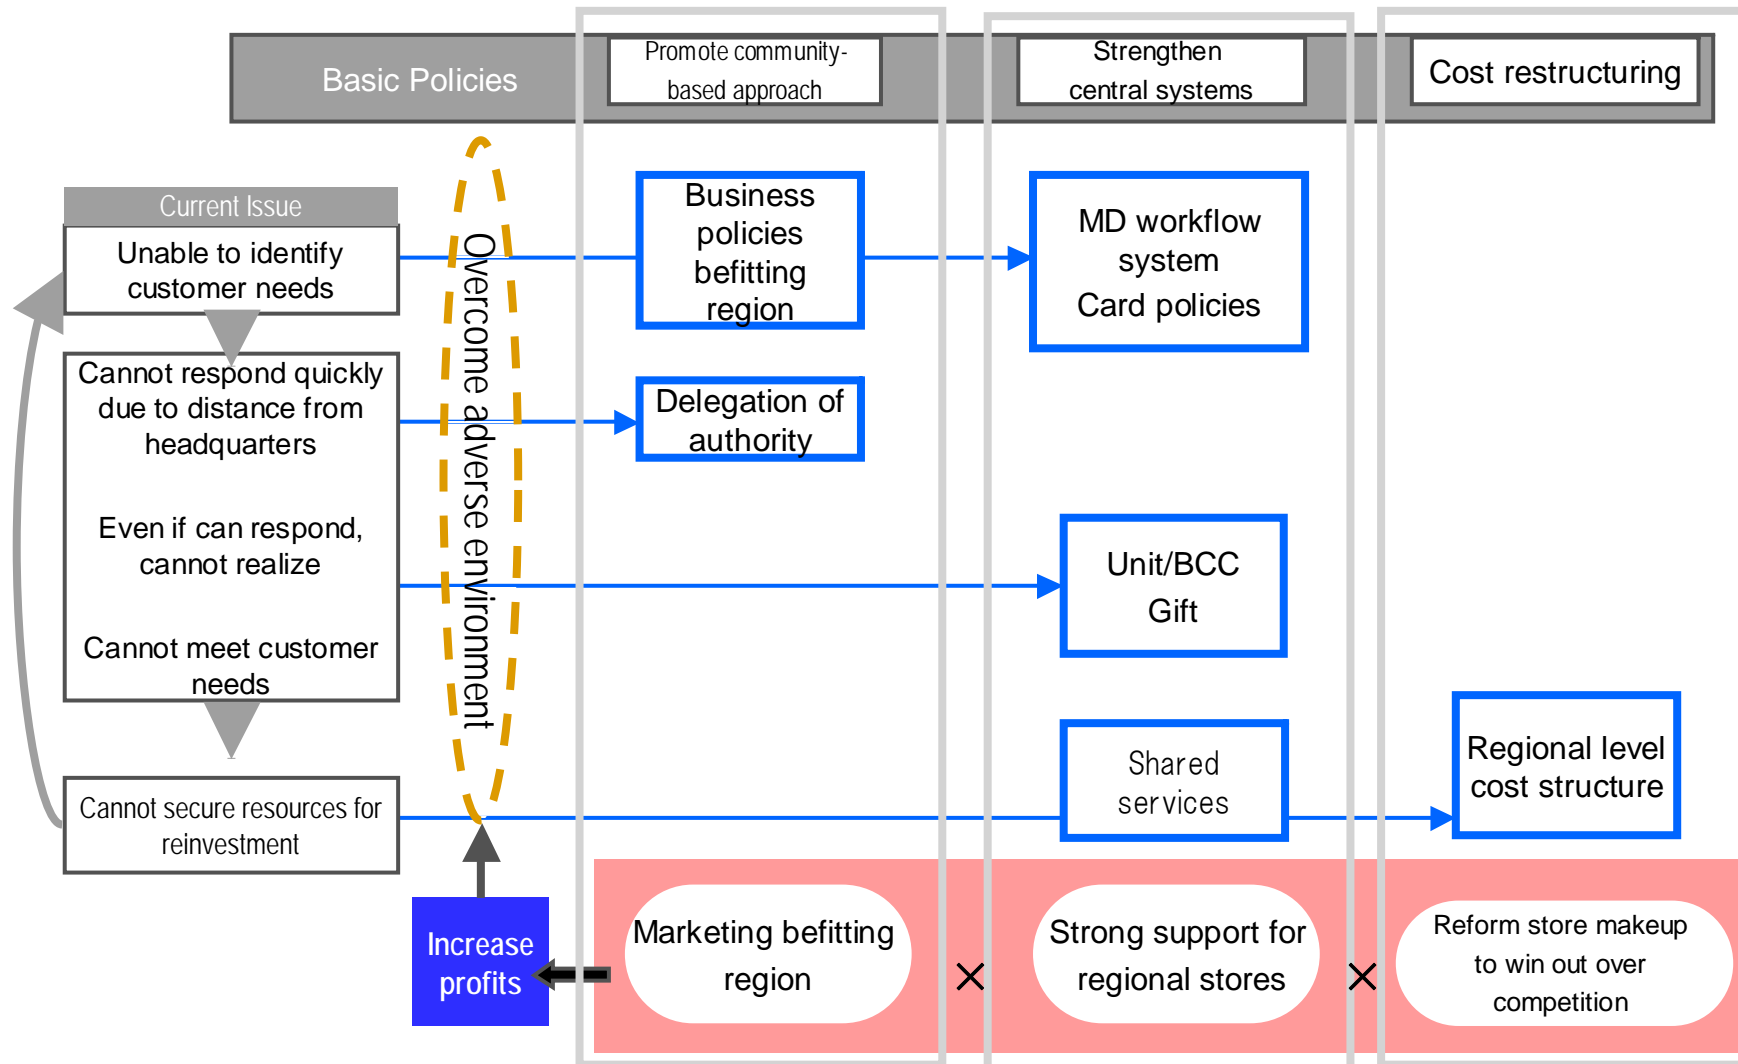 Basic Policies
Promote community-
based approach
Strengthen
central systems
Cost restructuring
Current Issue
Unable to identify
customer needs
Cannot respond quickly
due to distance from
headquarters
Even if can respond,
cannot realize
Cannot meet customer
needs
Cannot secure resources for
reinvestment
Overcome adverse environment
Business
policies
befitting
region
MD workflow
system
Card policies
Delegation of
authority
Unit/BCC
Gift
Shared
services
Regional level
cost structure
Increase
profits
Marketing befitting
region
×
Strong support for
regional stores
×
Reform store makeup
to win out over
competition